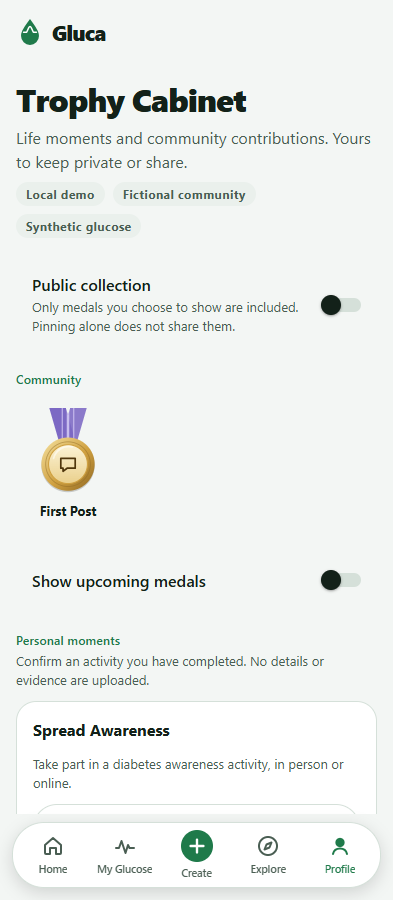 Gluca
Trophy Cabinet
Life moments and community contributions. Yours
to keep private or share.
Local demo
Fictional community
Synthetic glucose
Public collection
Only medals you choose to show are included.
Pinning alone does not share them.
Community
First Post
Show upcoming medals
Personal moments
Confirm an activity you have completed. No details or
evidence are uploaded.
Spread Awareness
Take part in a diabetes awareness activity, in person or
online.
Home
My Glucose
Create
Explore
Profile